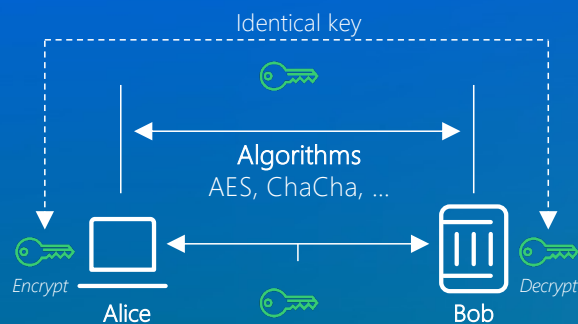 Identical key
Algorithms
AES, ChaCha, ...
Encrypt
Decrypt
Alice
Bob